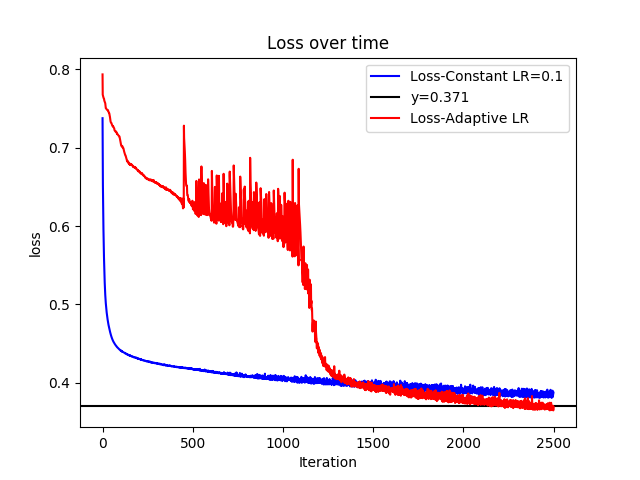 Loss over time
Loss-Constant LR=0.1
y=0.371
Loss-Adaptive LR
0.8
0.7
0.6
0.5
0.4
loss
0 500 1000 1500 2000 2500
Iteration